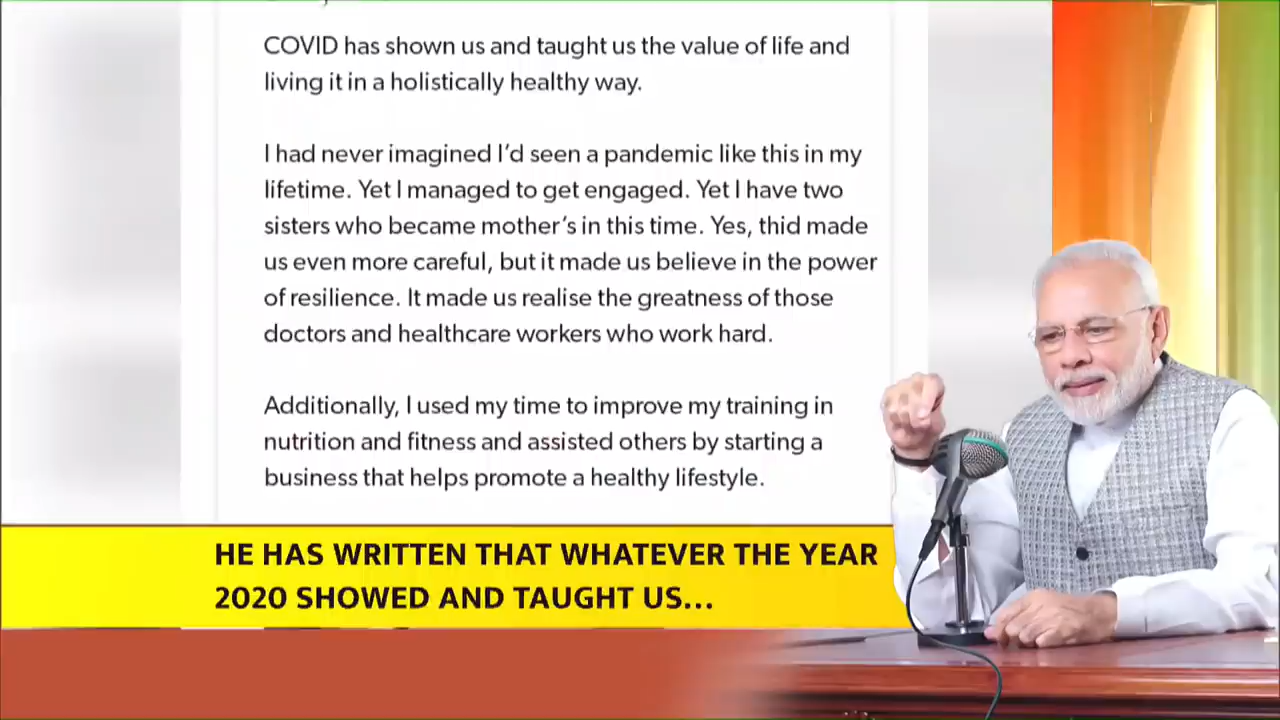 COVID has shown us and taught us the value of life and
living it in a holistically healthy way.
I had never imagined I'd seen a pandemic like this in my
lifetime. Yet I managed to get engaged. Yet I have two
sisters who became mother's in this time. Yes, thid made
us even more careful, but it made us believe in the power
of resilience. It made us realise the greatness of those
doctors and healthcare workers who work hard.
Additionally, I used my time to improve my training in
nutrition and fitness and assisted others by starting a
business that helps promote a healthy lifestyle.
HE HAS WRITTEN THAT WHATEVER THE YEAR
2020 SHOWED AND TAUGHT US...